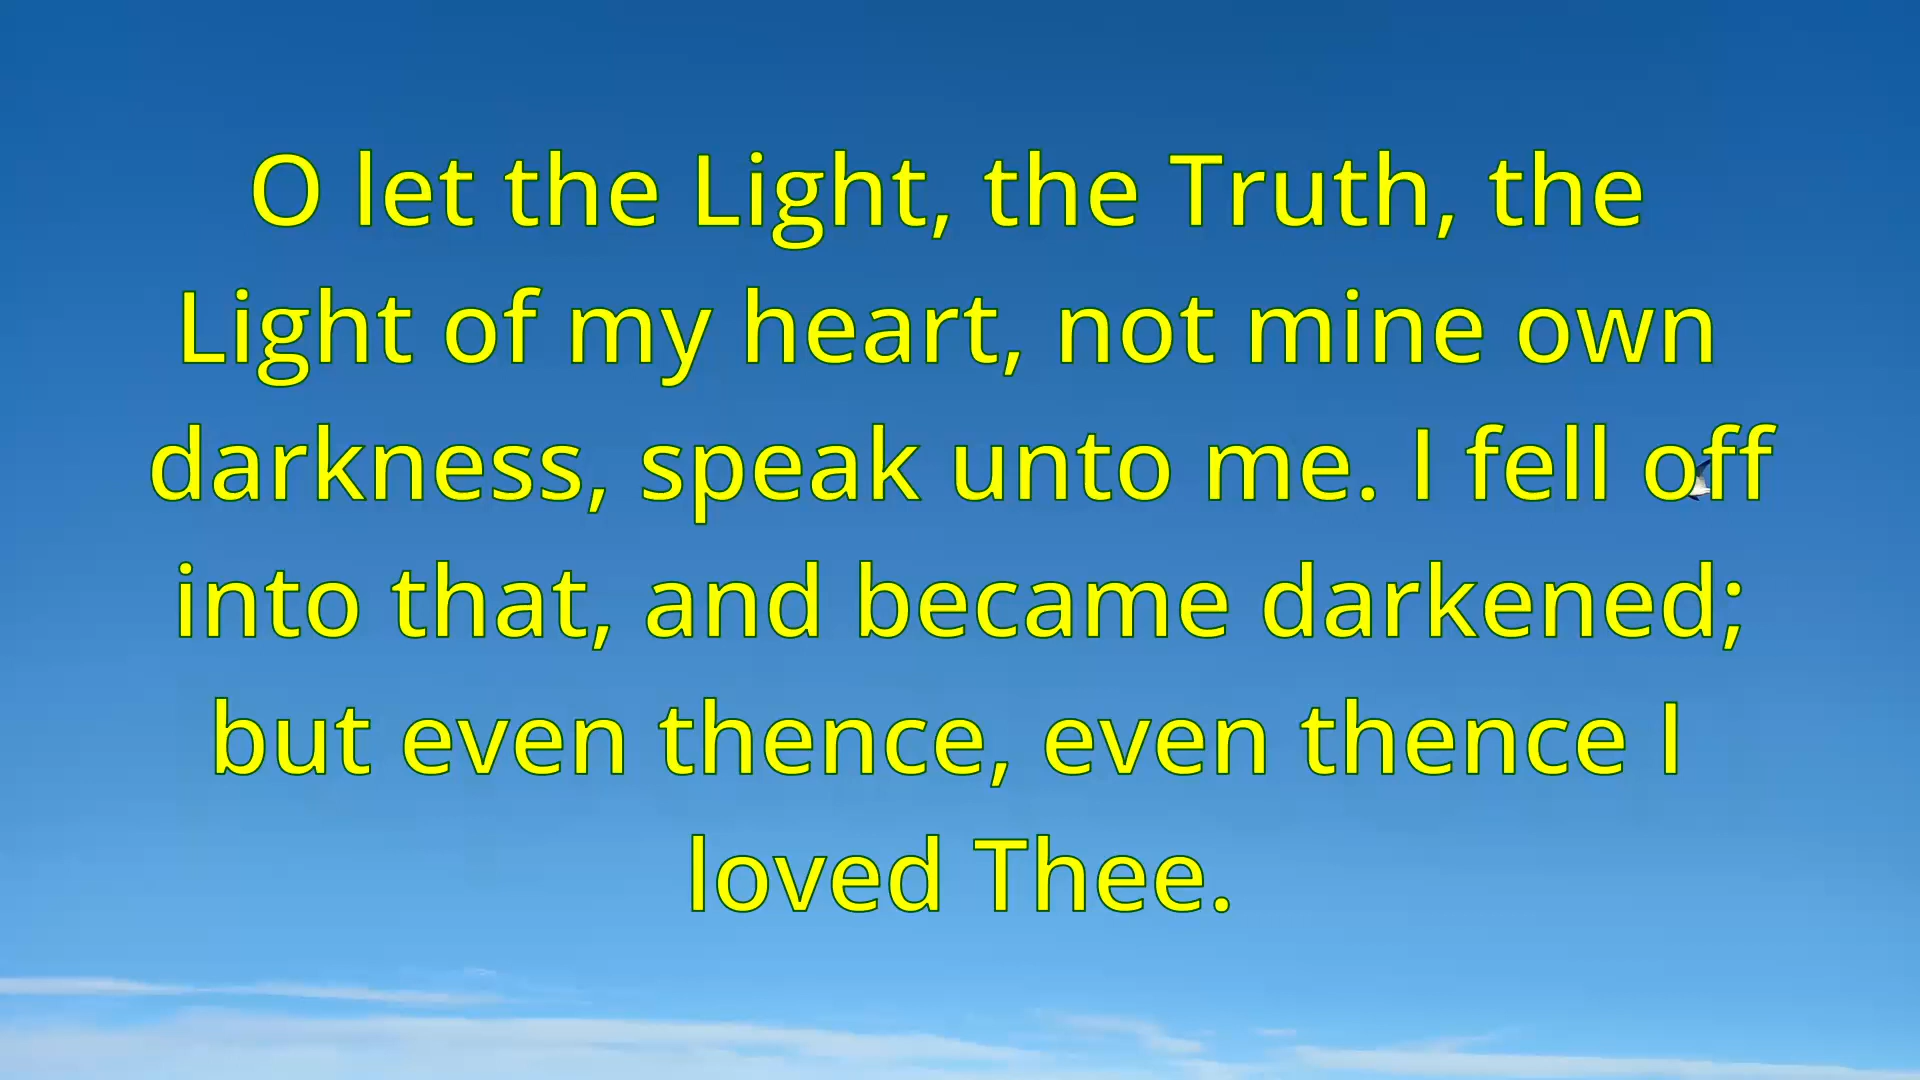 O let the Light, the Truth, the
Light of my heart, not mine own
darkness, speak unto me. I fell off
into that, and became darkened;
but even thence, even thence I
loved Thee.